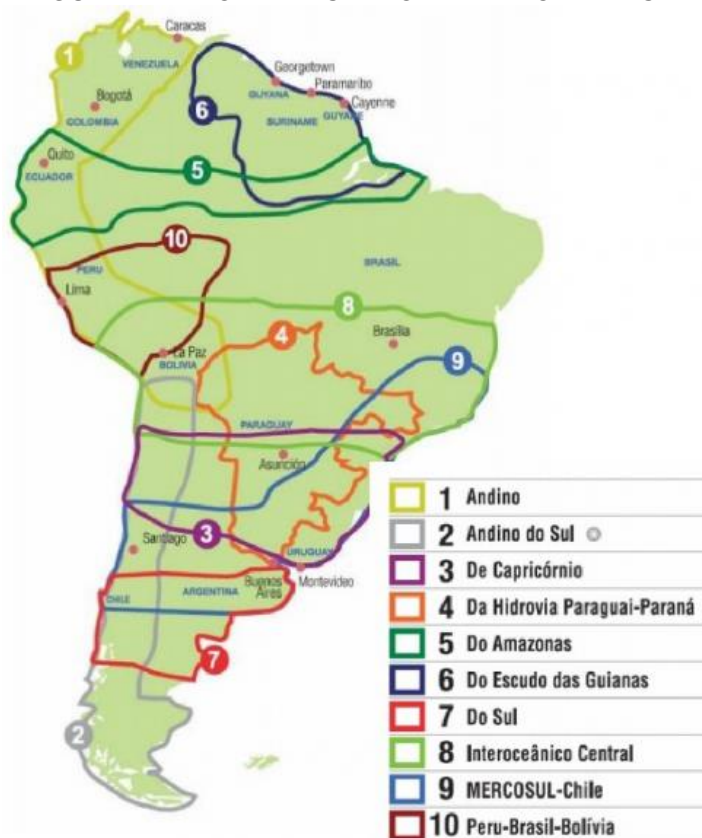 Caracas
1
VENEZUELA
Georgetown
Paramaribo
GUYANA
Cayenne
Bogotá
6
GUYANE
COLOMBIA
SURINAME
Quito
5
ECUADOR
10
PERU
BRASIL
Lima
8
4
Brasília
La Paz
9
BOLIVIA
PARAGUAY
Asunción
3
Santiago
URUGUAY
Buenos
Aires
Montevideo
CHILE
ARGENTINA
7
2
1 Andino
2 Andino do Sul
3 De Capricórnio
4 Da Hidrovia Paraguai-Paraná
5 Do Amazonas
6 Do Escudo das Guianas
7 Do Sul
8 Interoceânico Central
9 MERCOSUL-Chile
10 Peru-Brasil-Bolívia